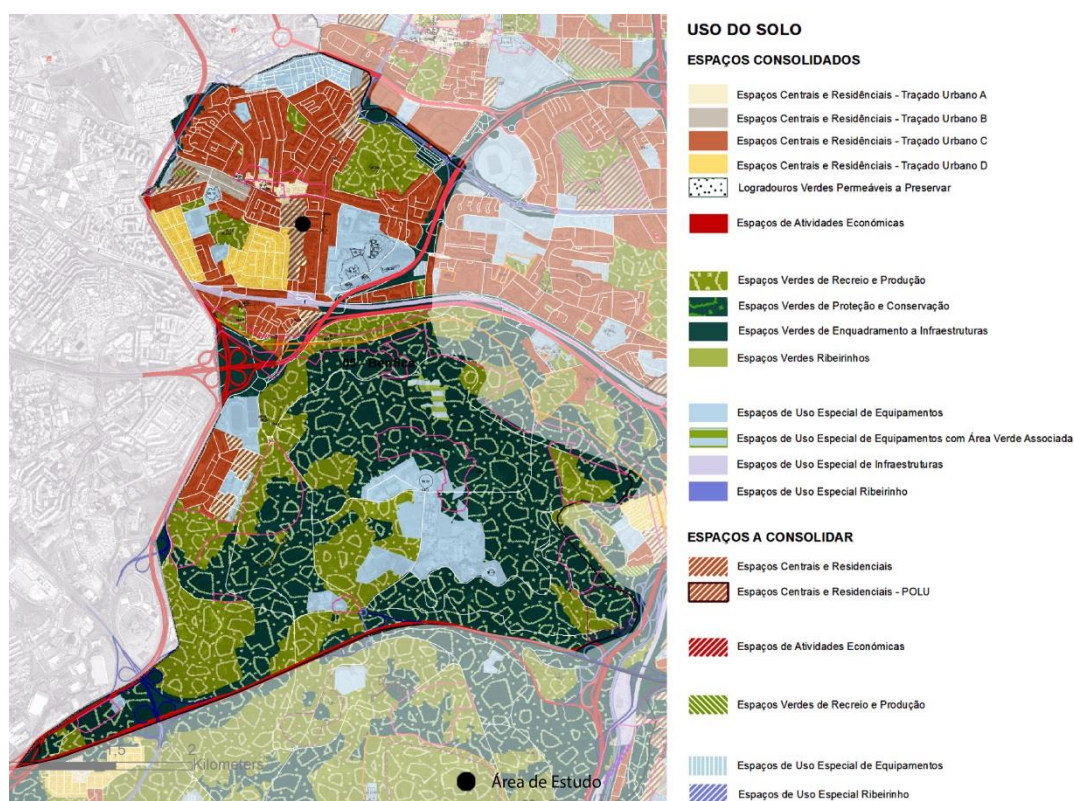 USO DO SOLO
ESPAÇOS CONSOLIDADOS
Espaços Centrais e Residênciais - Traçado Urbano A
Espaços Centrais e Residênciais - Traçado Urbano B
Espaços Centrais e Residênciais - Traçado Urbano C
Espaços Centrais e Residênciais - Traçado Urbano D
Logradouros Verdes Permeáveis a Preservar
Espaços de Atividades Económicas
Espaços Verdes de Recreio e Produção
Espaços Verdes de Proteção e Conservação
Espaços Verdes de Enquadramento a Infraestruturas
Espaços Verdes Ribeirinhos
Espaços de Uso Especial de Equipamentos
Espaços de Uso Especial de Equipamentos com Área Verde Associada
Espaços de Uso Especial de Infraestruturas
Espaços de Uso Especial Ribeirinho
ESPAÇOS A CONSOLIDAR
Espaços Centrais e Residenciais
Espaços Centrais e Residenciais - POLU
Espaços de Atividades Económicas
Espaços Verdes de Recreio e Produção
Espaços de Uso Especial de Equipamentos
Espaços de Uso Especial Ribeirinho
2
Kilometers
Área de Estudo